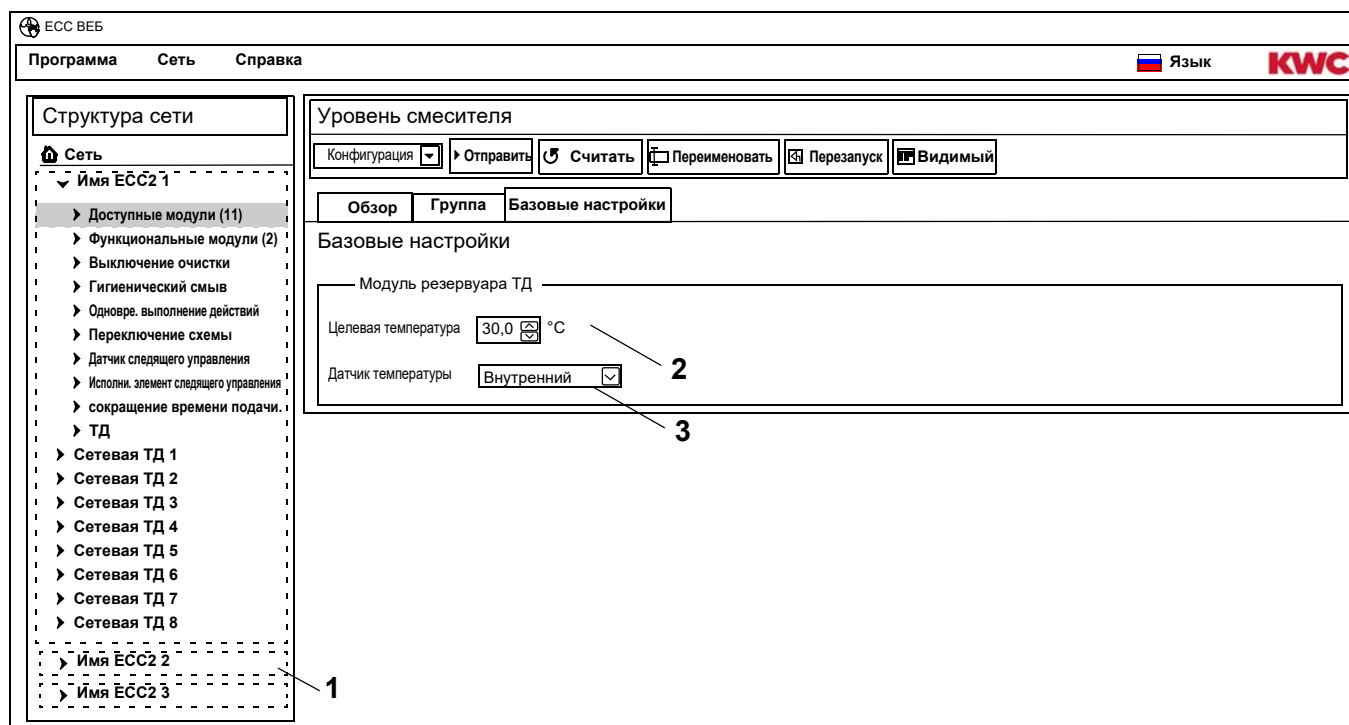 ECC ВЕБ
Программа Сеть Справка Язык KWC
Структура сети
Сеть
Имя ECC2 1
Доступные модули (11)
Функциональные модули (2)
Выключение очистки
Гигиенический смыв
Одновре. выполнение действий
Переключение схемы
Датчик следящего управления
Исполни. элемент следящего управления
сокращение времени подачи.
ТД
Сетевая ТД 1
Сетевая ТД 2
Сетевая ТД 3
Сетевая ТД 4
Сетевая ТД 5
Сетевая ТД 6
Сетевая ТД 7
Сетевая ТД 8
Имя ECC2 2
Имя ECC2 3
1
Уровень смесителя
Конфигурация Отправить Считать Переименовать Перезапуск Видимый
Обзор Группа Базовые настройки
Базовые настройки
Модуль резервуара ТД
Целевая температура 30,0 °C
2
Датчик температуры Внутренний
3